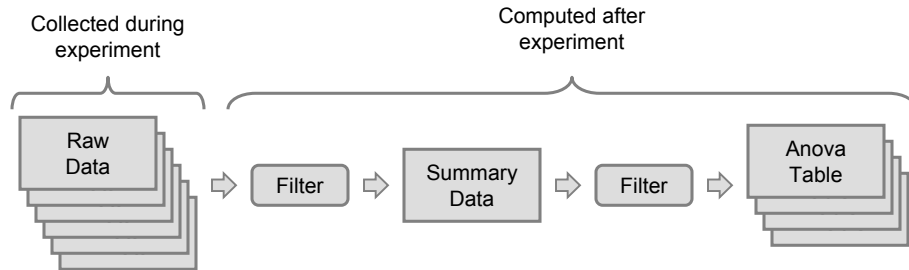 Collected during
experiment
Computed after
experiment
Raw
Data
Filter
Summary
Data
Filter
Anova
Table